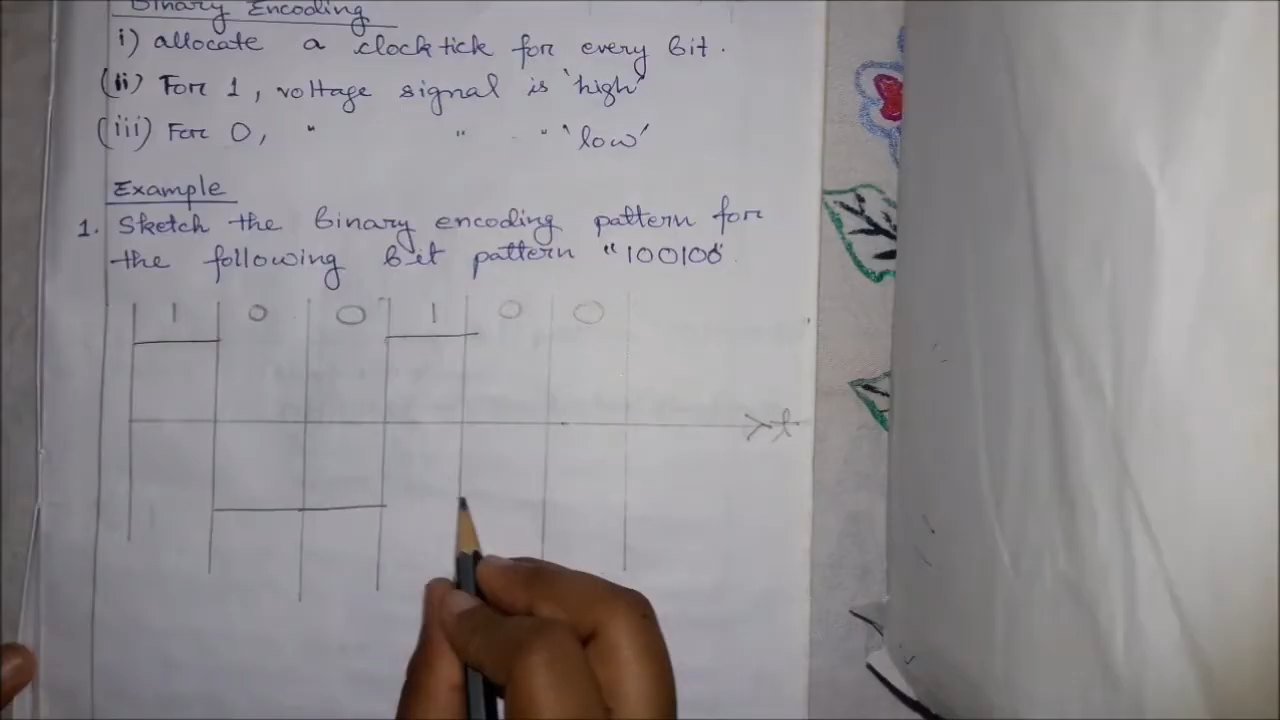 Binary Encoding
i) allocate a clock tick for every bit.
(ii) For 1, voltage signal is 'high'
(iii) For 0, " " " 'low'
Example
1. Sketch the binary encoding pattern for
the following bit pattern "100100"
1 0 0 1 0 0
t